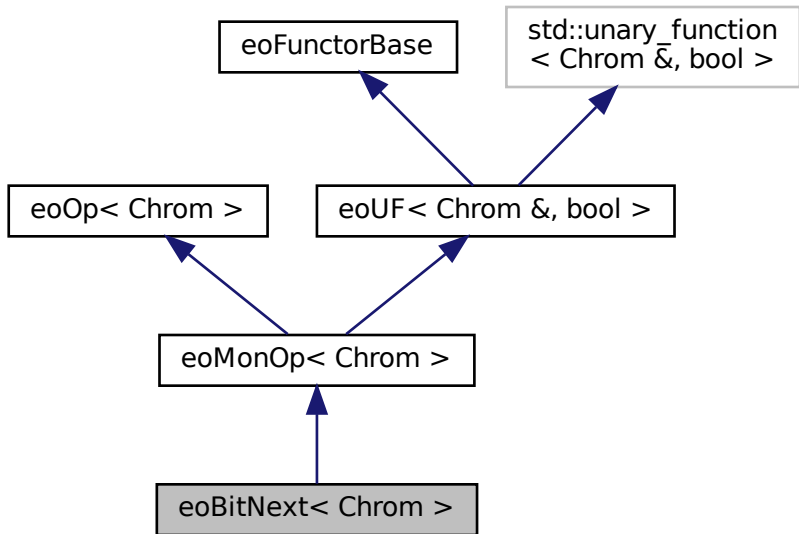 eoFunctorBase
std::unary_function
< Chrom &, bool >
eoOp< Chrom >
eoUF< Chrom &, bool >
eoMonOp< Chrom >
eoBitNext< Chrom >